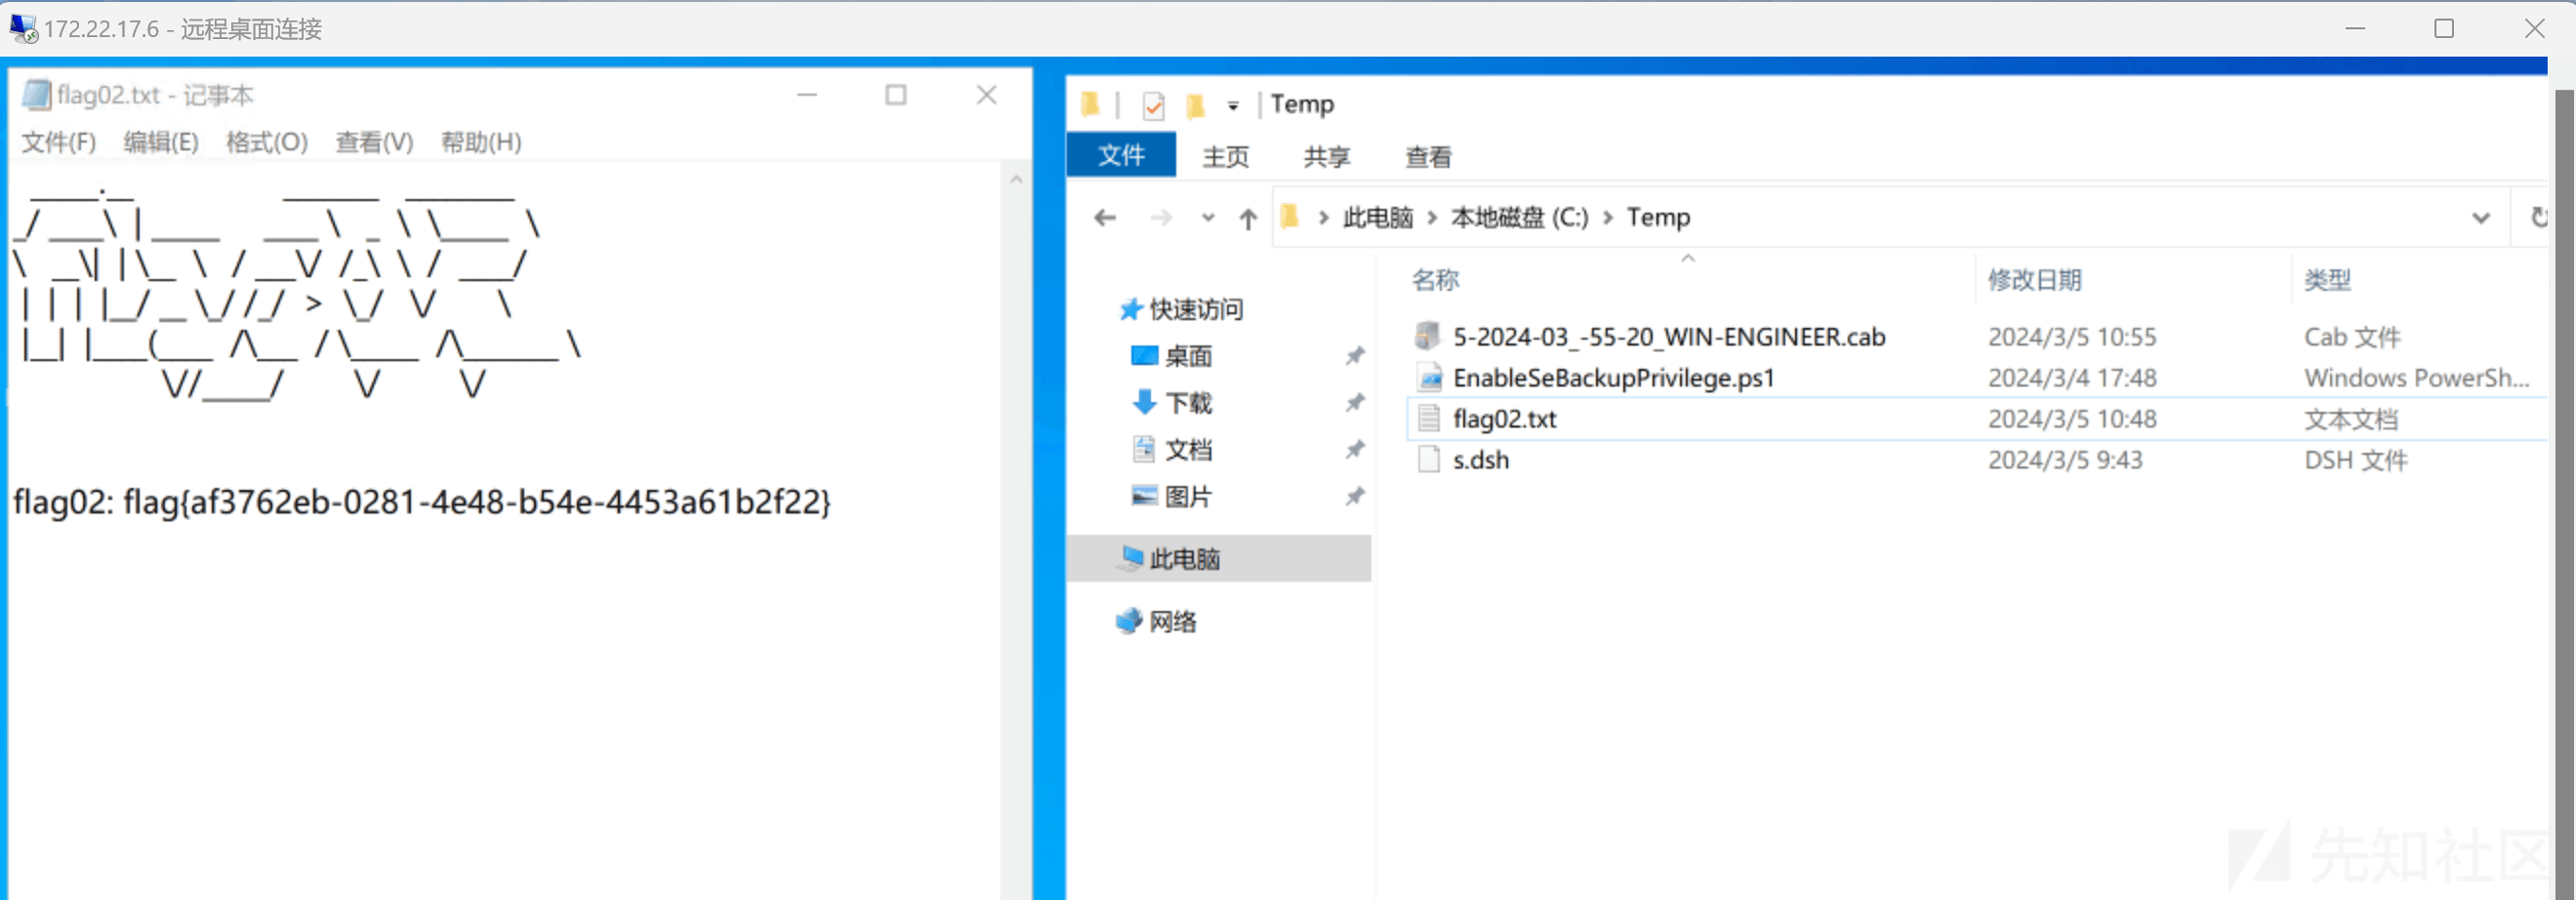 172.22.17.6 - 远程桌面连接
flag02.txt - 记事本
文件(F) 编辑(E) 格式(O) 查看(V) 帮助(H)
flag02: flag{af3762eb-0281-4e48-b54e-4453a61b2f22}
Temp
文件 主页 共享 查看
此电脑 本地磁盘 (C:) Temp
快速访问
桌面
下载
文档
图片
此电脑
网络
名称 修改日期 类型
5-2024-03_-55-20_WIN-ENGINEER.cab 2024/3/5 10:55 Cab 文件
EnableSeBackupPrivilege.ps1 2024/3/4 17:48 Windows PowerSh...
flag02.txt 2024/3/5 10:48 文本文档
s.dsh 2024/3/5 9:43 DSH 文件
先知社区